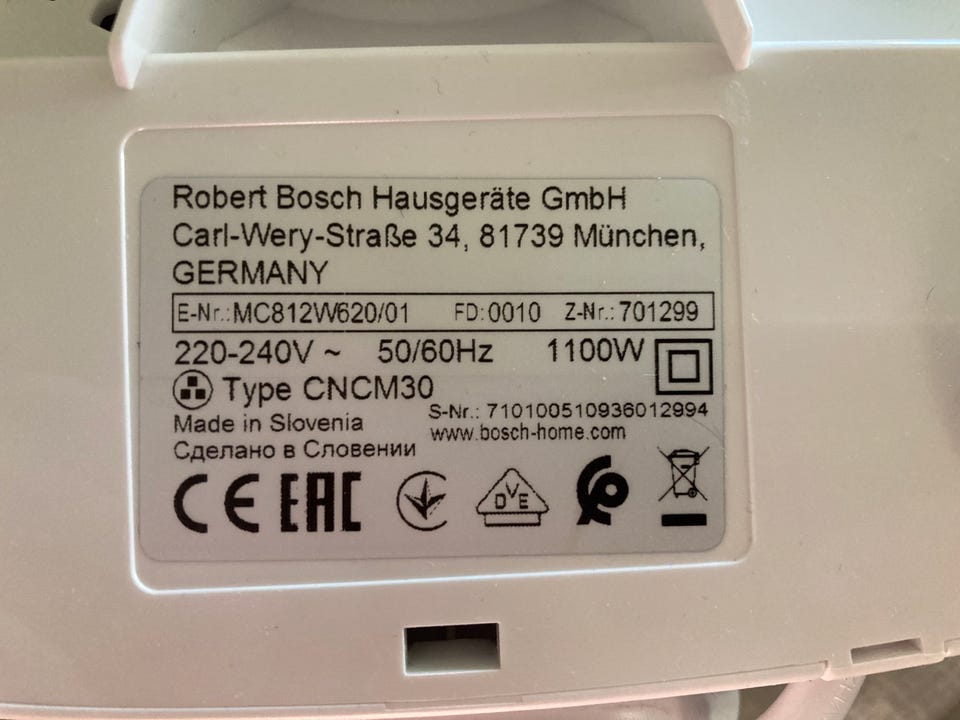 Robert Bosch Hausgeräte GmbH
Carl-Wery-Straße 34, 81739 München,
GERMANY
E-Nr.: MC812W620/01 FD: 0010 Z-Nr.: 701299
220-240V ~ 50/60Hz 1100W
Type CNCM30
S-Nr.: 710100510936012994
Made in Slovenia
www.bosch-home.com
Сделано в Словении
CE EAC DVE